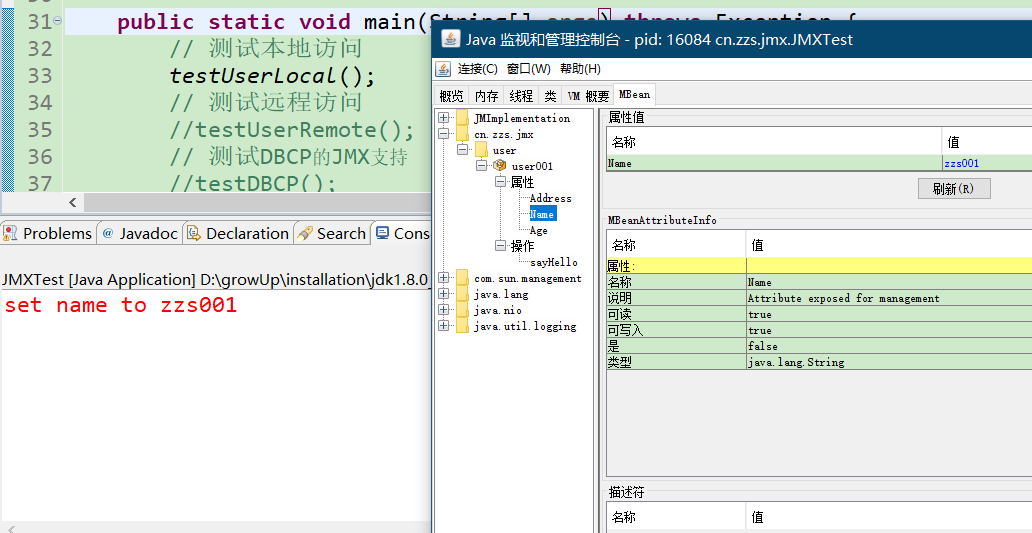 31 public static void main(String[] args) throws Exception {
32 // 测试本地访问
33 testUserLocal();
34 // 测试远程访问
35 //testUserRemote();
36 // 测试DBCP的JMX支持
37 //testDBCP();
Problems @ Javadoc Declaration Search Cons
JMXTest [Java Application] D:\growUp\installation\jdk1.8.0_
set name to zzs001
Java 监视和管理控制台 - pid: 16084 cn.zzs.jmx.JMXTest
连接(C) 窗口(W) 帮助(H)
概览 内存 线程 类 VM 概要 MBean
JMImplementation
cn.zzs.jmx
user
user001
属性
Address
Name
Age
操作
sayHello
com.sun.management
java.lang
java.nio
java.util.logging
属性值
名称 值
Name zzs001
刷新(R)
MBeanAttributeInfo
名称 值
属性:
名称 Name
说明 Attribute exposed for management
可读 true
可写入 true
是 false
类型 java.lang.String
描述符
名称 值